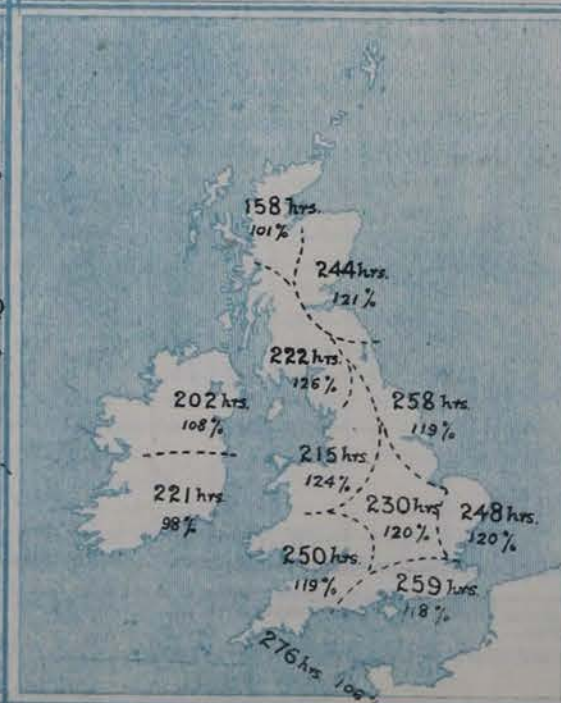 158 hrs.
101%
244 hrs.
121%
222 hrs.
126%
202 hrs.
108%
258 hrs.
119%
215 hrs.
124%
221 hrs
98%
230 hrs
120%
248 hrs.
120%
250 hrs.
119%
259 hrs.
118%
276 hrs